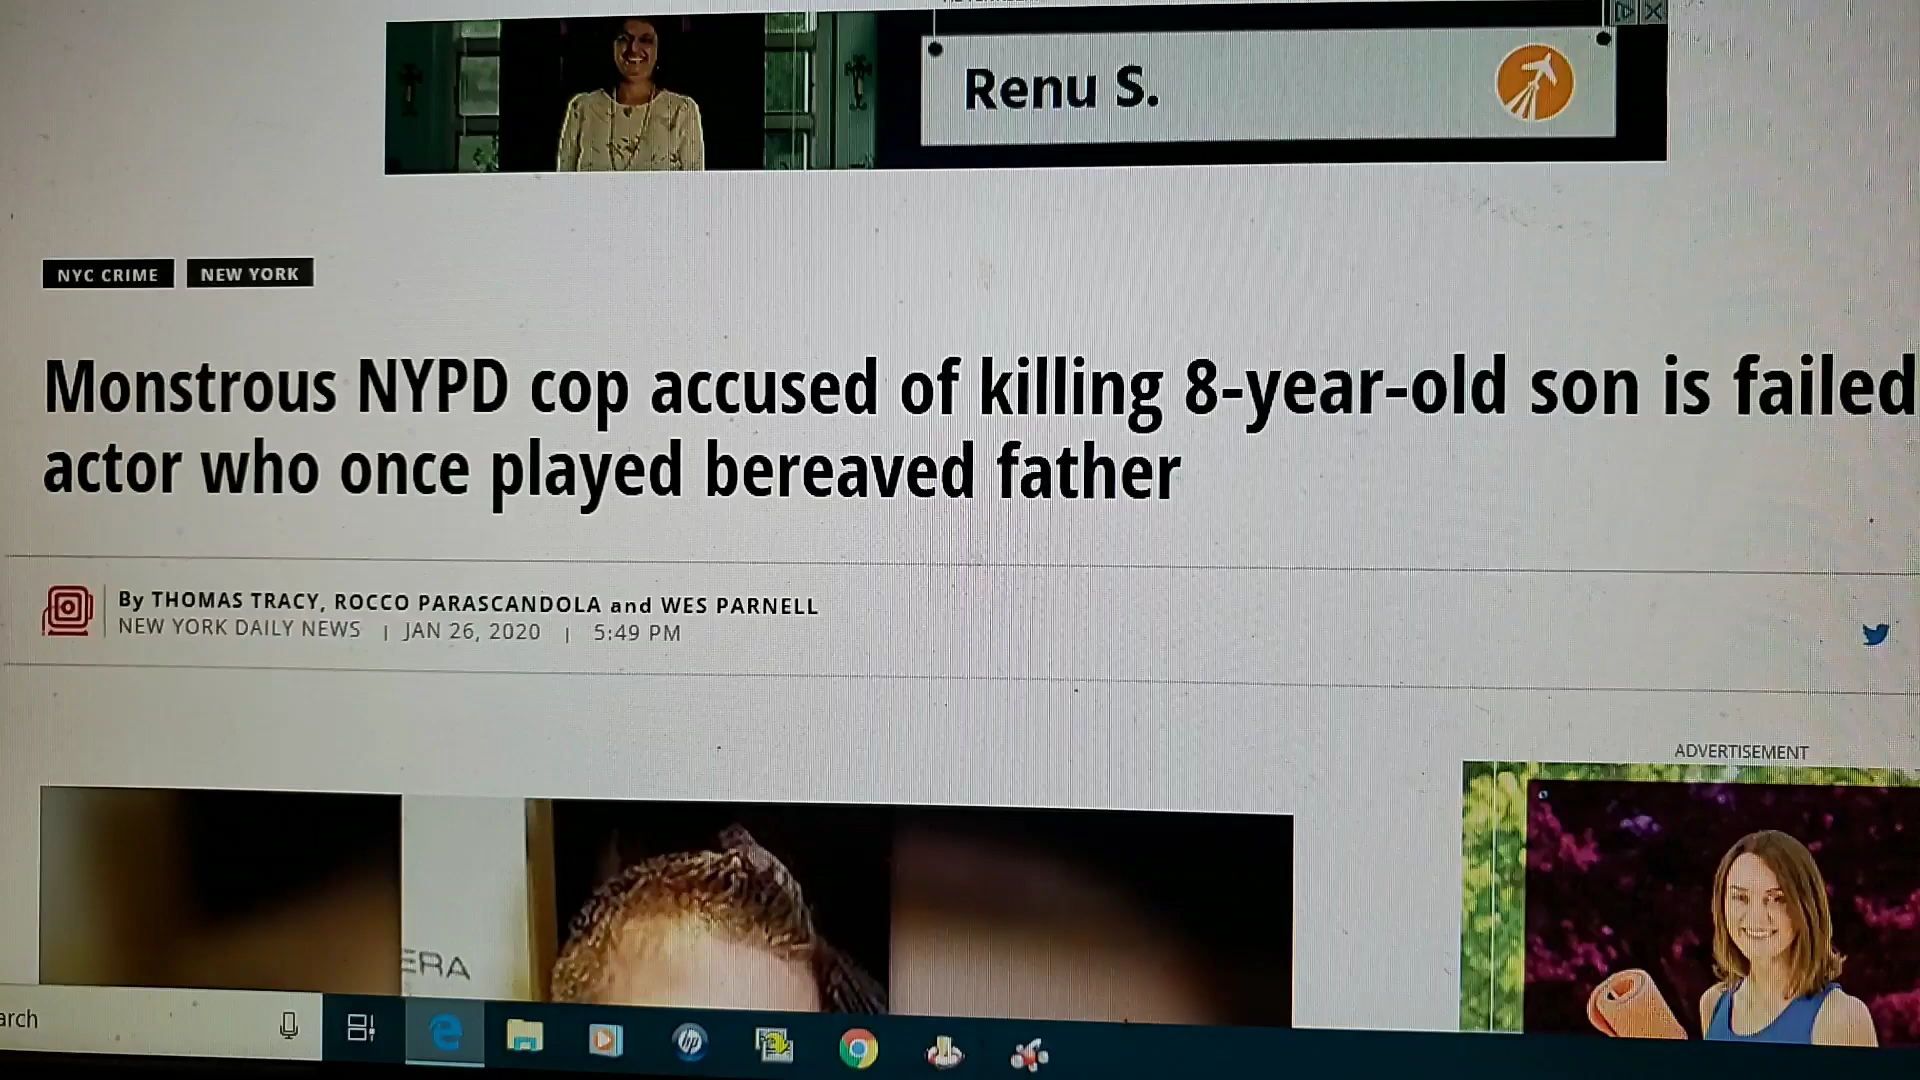 Renu S.
NYC CRIME
NEW YORK
Monstrous NYPD cop accused of killing 8-year-old son is failed
actor who once played bereaved father
By THOMAS TRACY, ROCCO PARASCANDOLA and WES PARNELL
NEW YORK DAILY NEWS | JAN 26, 2020 | 5:49 PM
ADVERTISEMENT
ERA
arch
hp